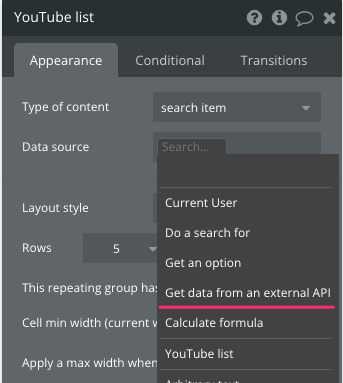 YouTube list
Appearance
Conditional
Transitions
Type of content
search item
Data source
Search...
Current User
Do a search for
Get an option
Get data from an external API
Calculate formula
YouTube list
Arbitrary text
Layout style
Rows
5
This repeating group has
Cell min width (current w
Apply a max width when